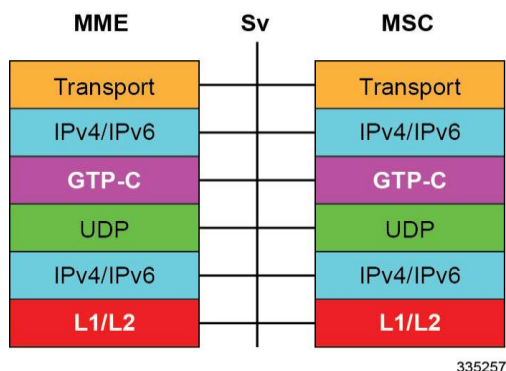 MME Sv MSC
Transport Transport
IPv4/IPv6 IPv4/IPv6
GTP-C GTP-C
UDP UDP
IPv4/IPv6 IPv4/IPv6
L1/L2 L1/L2
335257